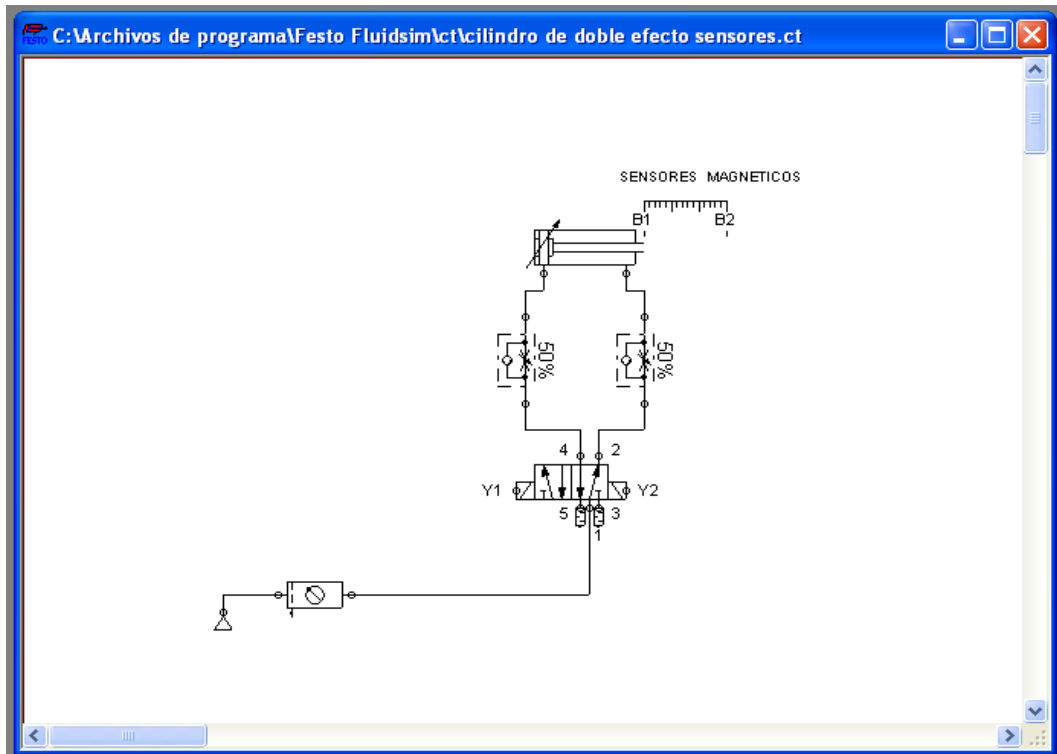 FESTO C:\Archivos de programa\Festo Fluidsim\ct\cilindro de doble efecto sensores.ct
SENSORES MAGNETICOS
B1 B2
50% 50%
4 2
Y1 Y2
5 3
1